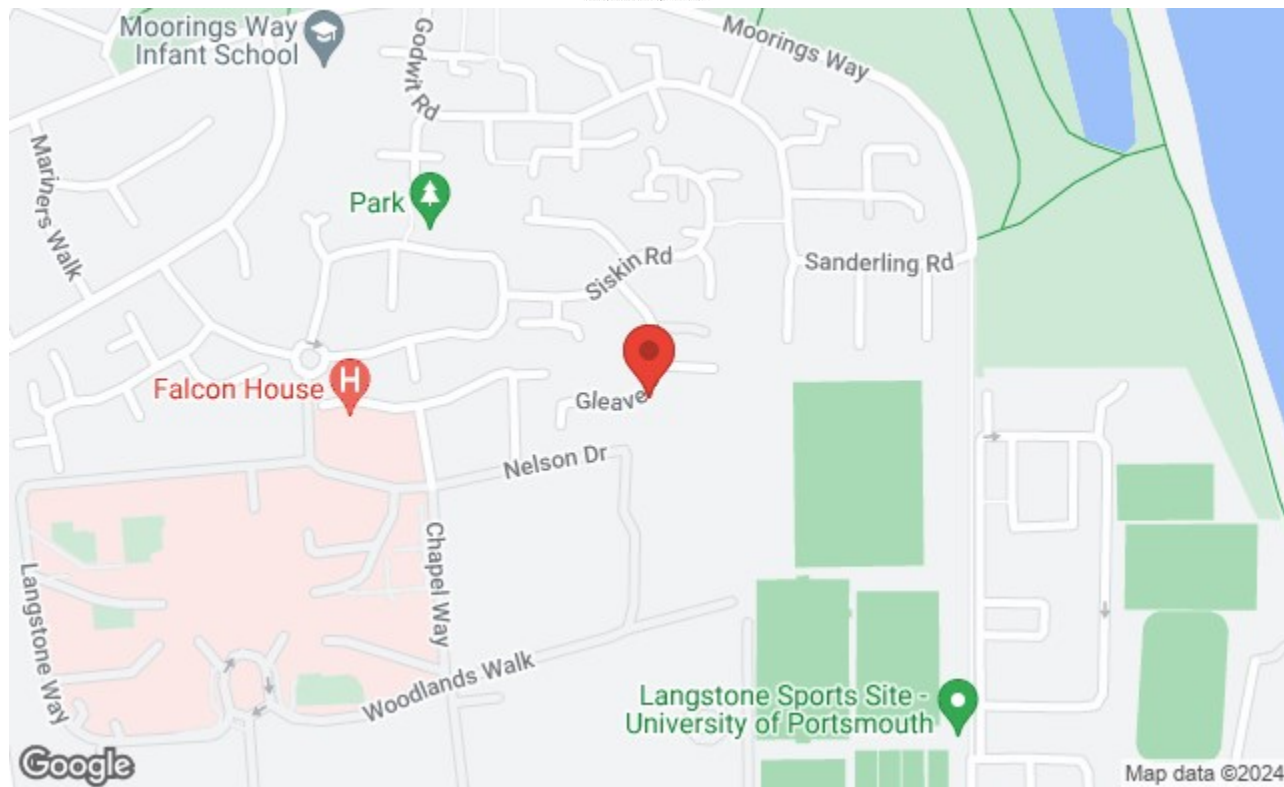 Moorings Way
Infant School
Godwit Rd
Moorings Way
Mariners Walk
Park
Siskin Rd
Sanderling Rd
Falcon House
H
Gleave
Nelson Dr
Chapel Way
Langstone Way
Woodlands Walk
Langstone Sports Site -
University of Portsmouth
Google
Map data ©2024